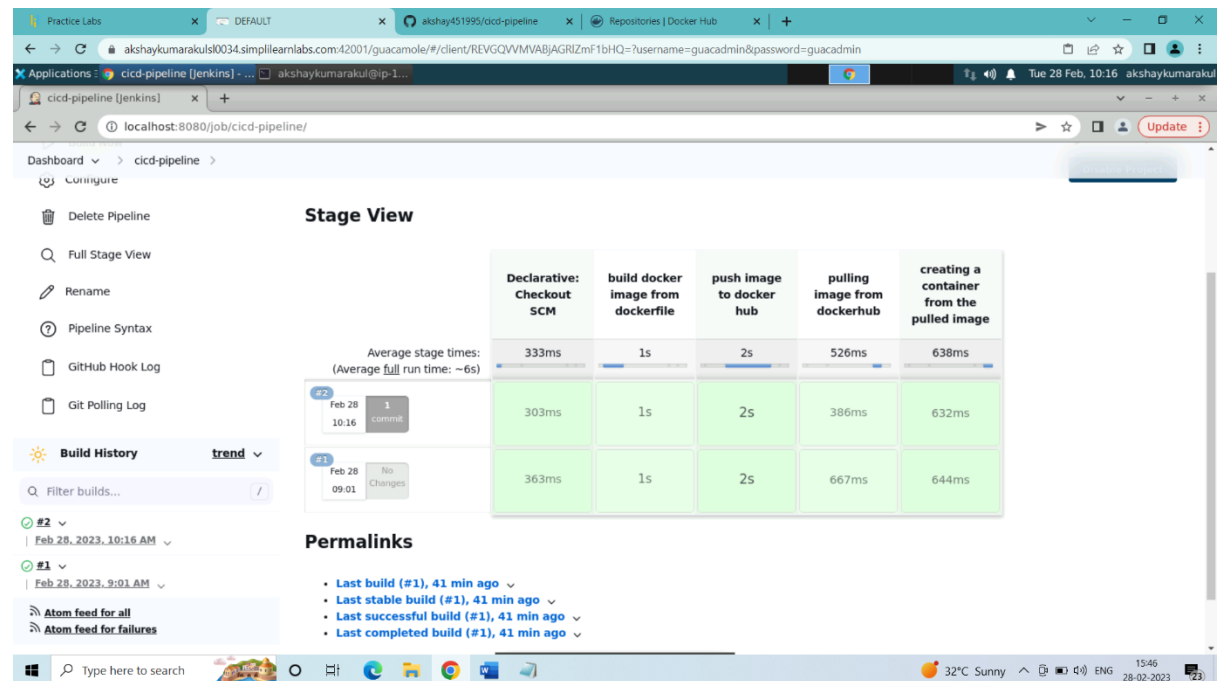 Practice Labs
DEFAULT
akshay451995/cicd-pipeline
Repositories | Docker Hub
akshaykumarakulsl0034.simplilearnlabs.com:42001/guacamole/#/client/REVGQVVMVABjAGRlZmF1bHQ=?username=guacadmin&password=guacadmin
Applications
cicd-pipeline [Jenkins] - ...
akshaykumarakul@ip-1...
Tue 28 Feb, 10:16 akshaykumarakul
cicd-pipeline [Jenkins]
localhost:8080/job/cicd-pipeline/
Update
Dashboard
cicd-pipeline
Configure
Delete Pipeline
Full Stage View
Rename
Pipeline Syntax
GitHub Hook Log
Git Polling Log
Build History
trend
Filter builds...
/
#2
Feb 28, 2023, 10:16 AM
#1
Feb 28, 2023, 9:01 AM
Atom feed for all
Atom feed for failures
Stage View
Declarative: Checkout SCM
build docker image from dockerfile
push image to docker hub
pulling image from dockerhub
creating a container from the pulled image
Average stage times:
(Average full run time: ~6s)
333ms
1s
2s
526ms
638ms
#2
Feb 28
10:16
1
commit
303ms
1s
2s
386ms
632ms
#1
Feb 28
09:01
No
Changes
363ms
1s
2s
667ms
644ms
Permalinks
Last build (#1), 41 min ago
Last stable build (#1), 41 min ago
Last successful build (#1), 41 min ago
Last completed build (#1), 41 min ago
Type here to search
32°C Sunny
ENG
15:46
28-02-2023
23